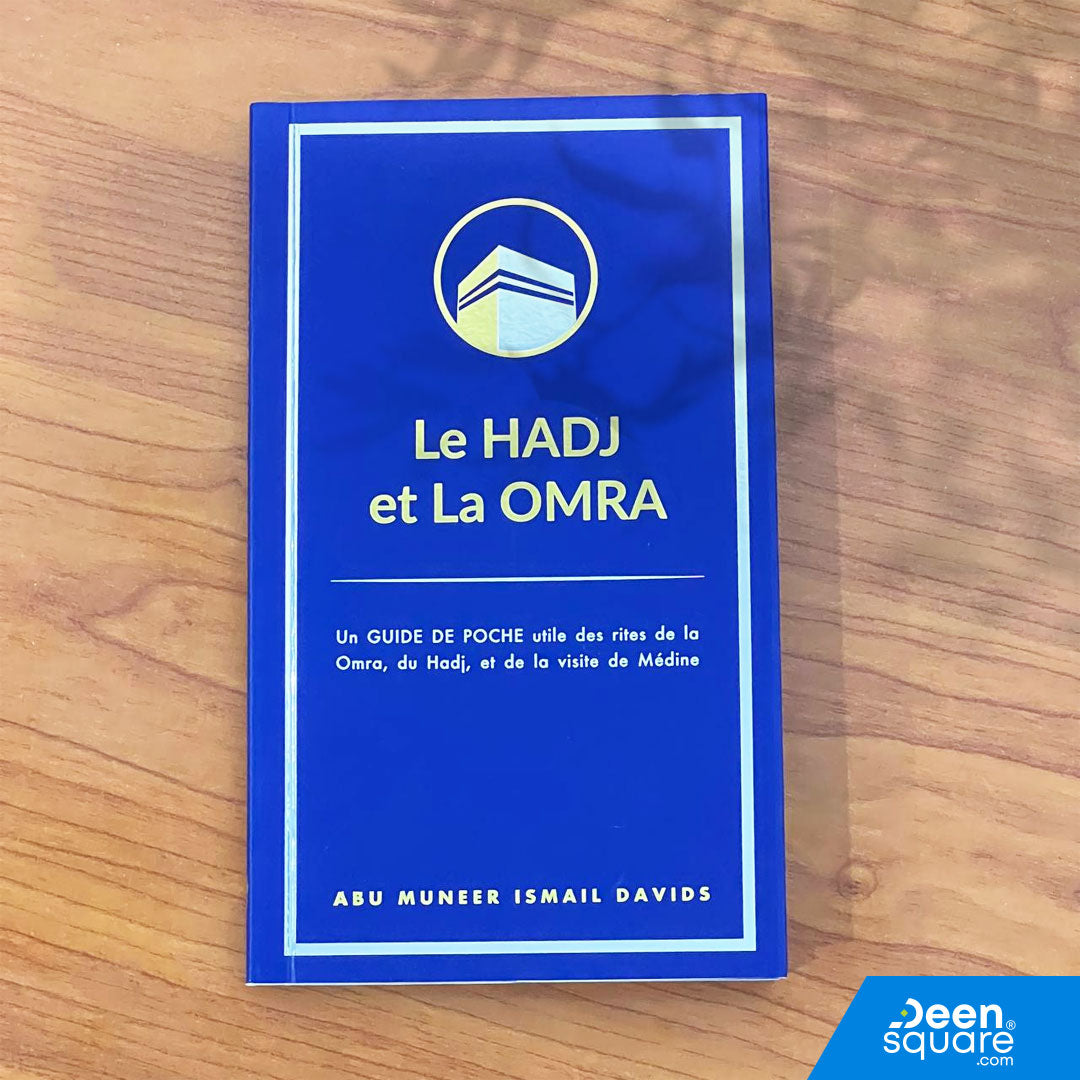 Le HADJ
et La OMRA
Un GUIDE DE POCHE utile des rites de la
Omra, du Hadj, et de la visite de Médine
ABU MUNEER ISMAIL DAVIDS
Deen
square®
.com